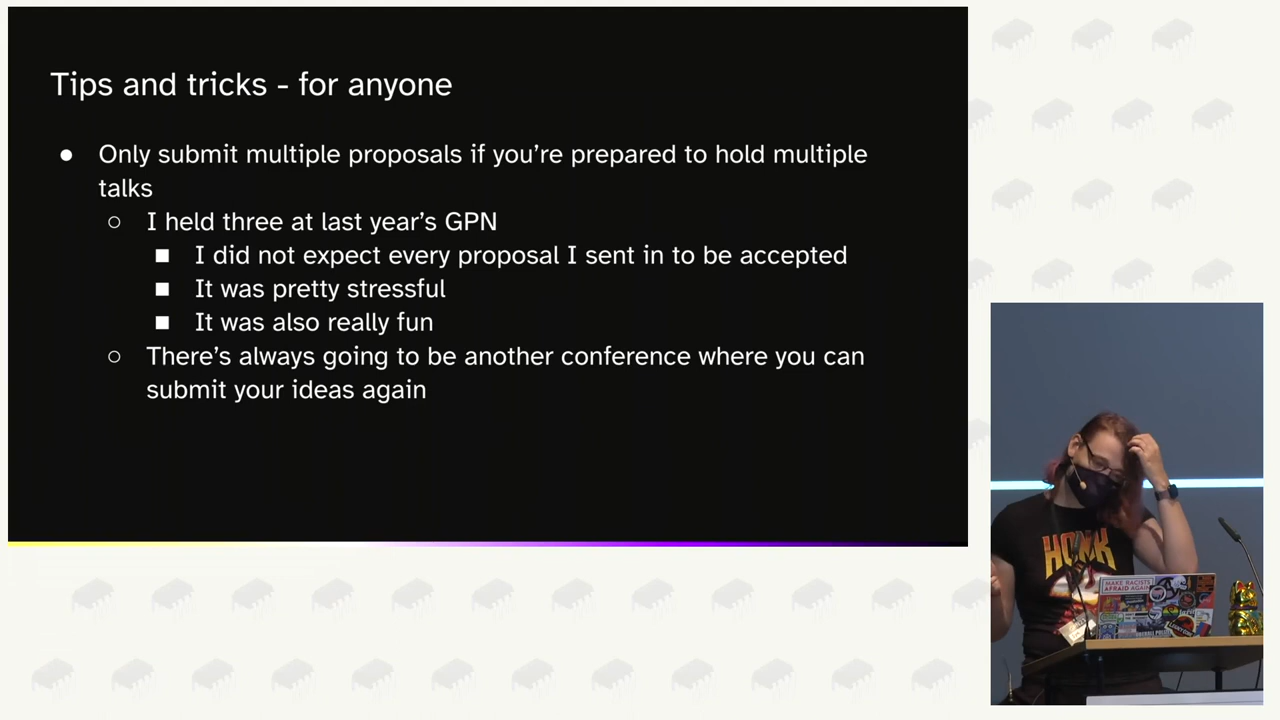 Tips and tricks - for anyone
● Only submit multiple proposals if you’re prepared to hold multiple
talks
○ I held three at last year’s GPN
■ I did not expect every proposal I sent in to be accepted
■ It was pretty stressful
■ It was also really fun
○ There’s always going to be another conference where you can
submit your ideas again
HONK
MAKE RACISTS
AFRAID AGAIN